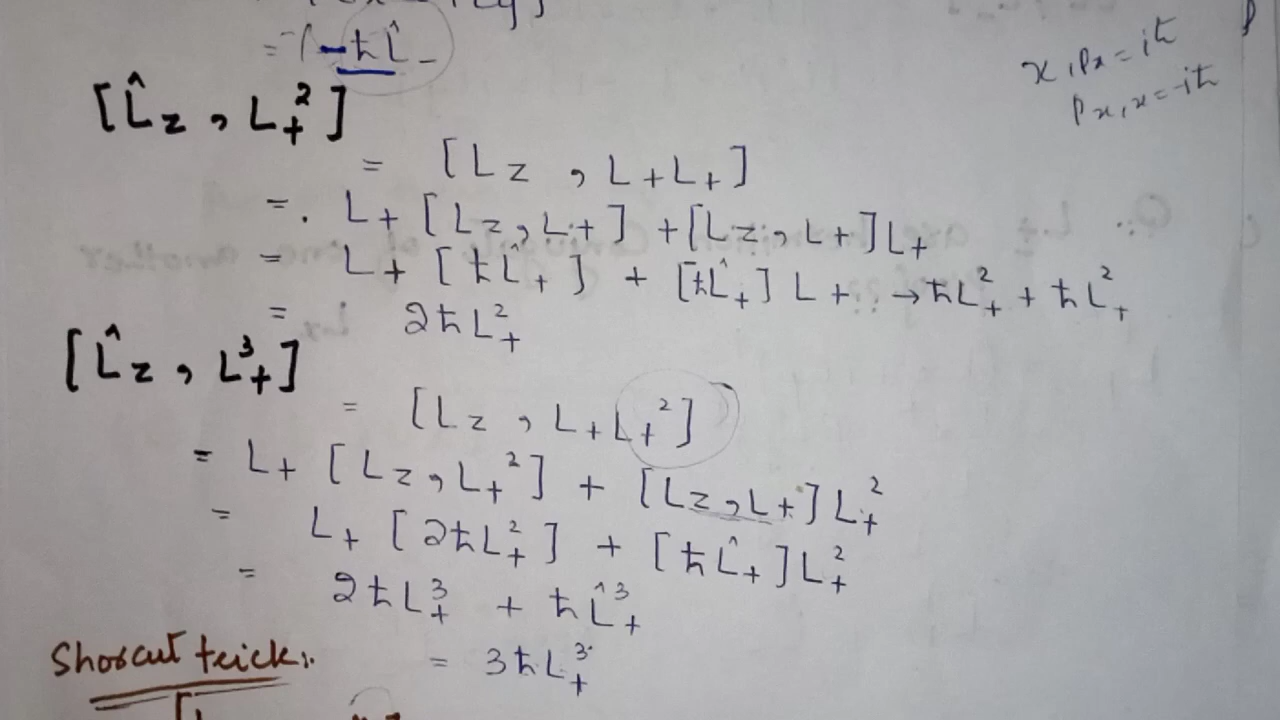 = -ħL̂₋
x, Px = iħ
Px, x = -iħ
[L̂z , L₊²]
= [Lz , L₊L₊]
= . L₊ [Lz, L₊] + [Lz, L₊] L₊
= L₊ [ħL̂₊] + [ħL̂₊] L₊ → ħL₊² + ħL₊²
= 2ħL₊²
[L̂z , L₊³]
= [Lz , L₊L₊²]
= L₊ [Lz, L₊²] + [Lz, L₊] L₊²
= L₊ [2ħL₊²] + [ħL̂₊] L₊²
= 2ħL₊³ + ħL̂₊³
= 3ħL₊³
Shorcut trick:.